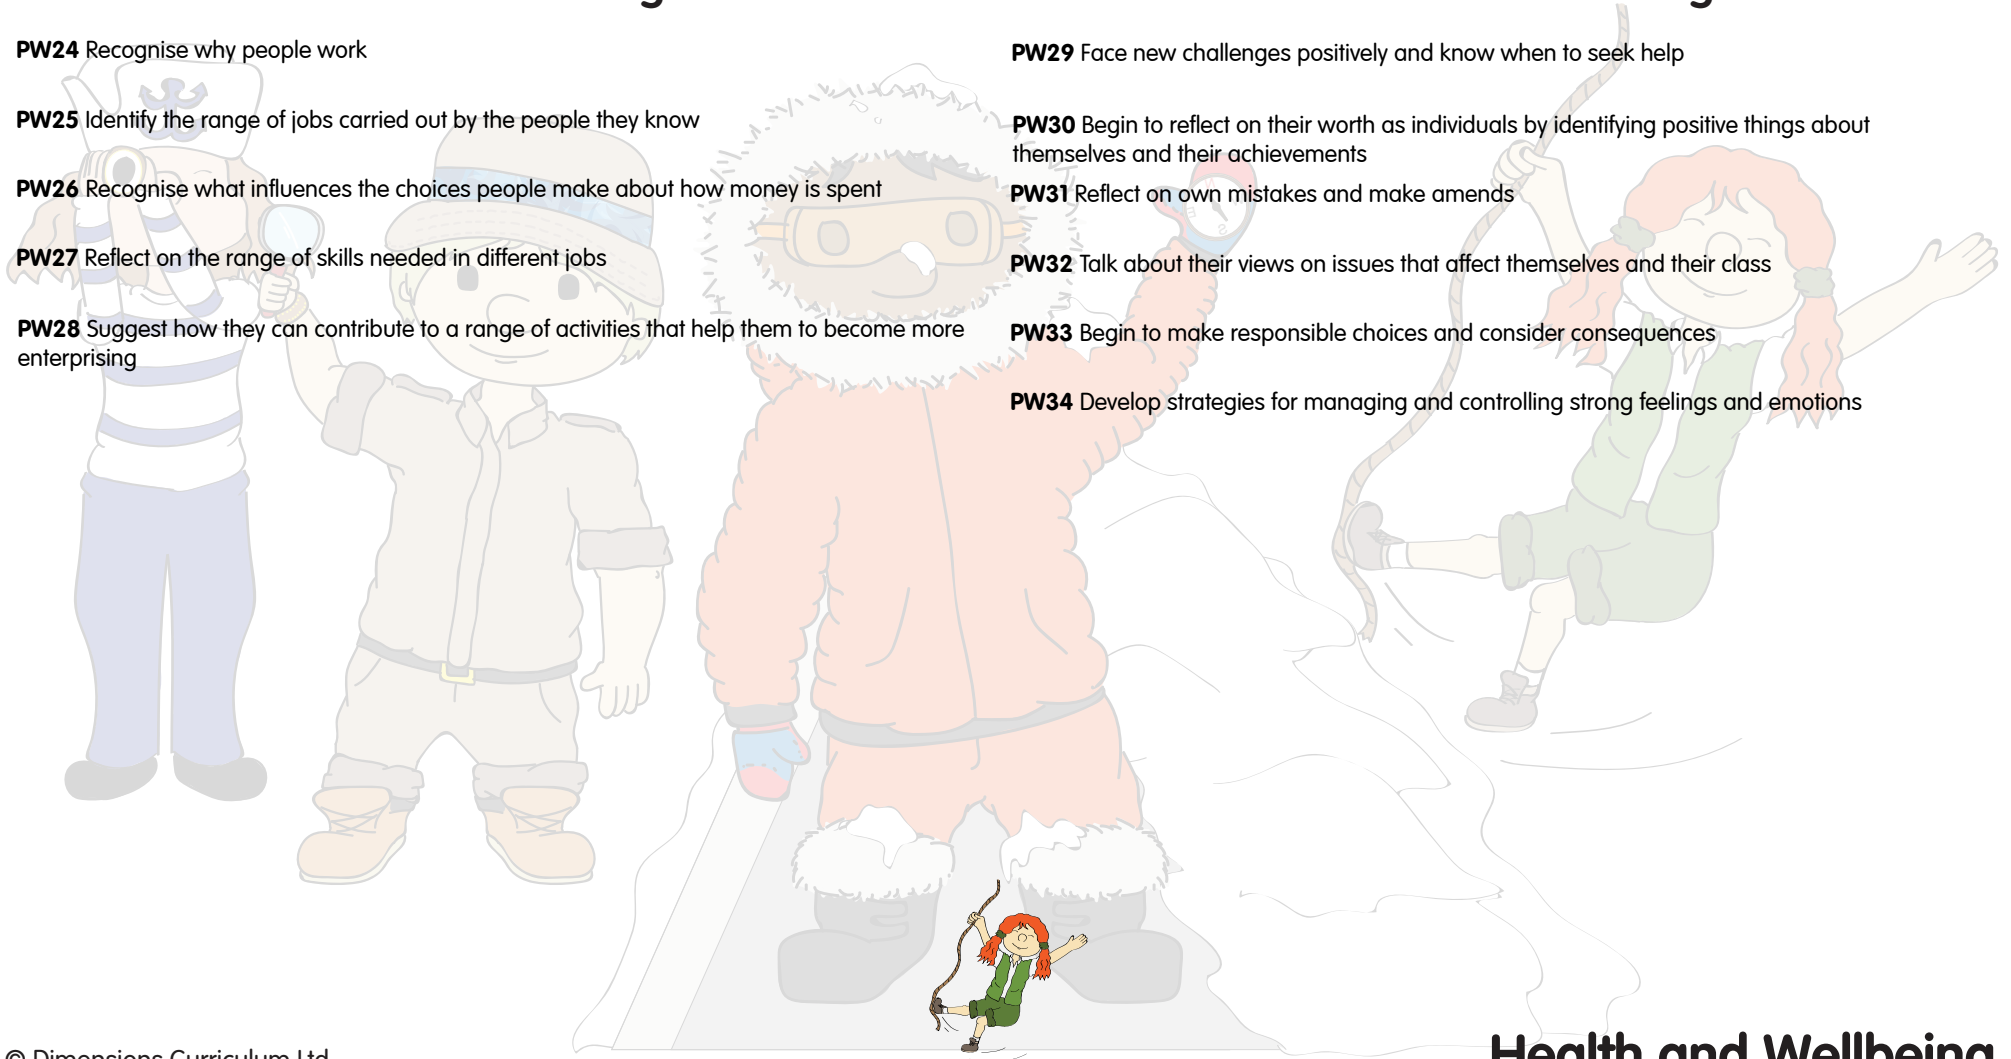 PW24 Recognise why people work
PW25 Identify the range of jobs carried out by the people they know
PW26 Recognise what influences the choices people make about how money is spent
PW27 Reflect on the range of skills needed in different jobs
PW28 Suggest how they can contribute to a range of activities that help them to become more
enterprising
PW29 Face new challenges positively and know when to seek help
PW30 Begin to reflect on their worth as individuals by identifying positive things about
themselves and their achievements
PW31 Reflect on own mistakes and make amends
PW32 Talk about their views on issues that affect themselves and their class
PW33 Begin to make responsible choices and consider consequences
PW34 Develop strategies for managing and controlling strong feelings and emotions
© Dimensions Curriculum Ltd
Health and Wellbeing